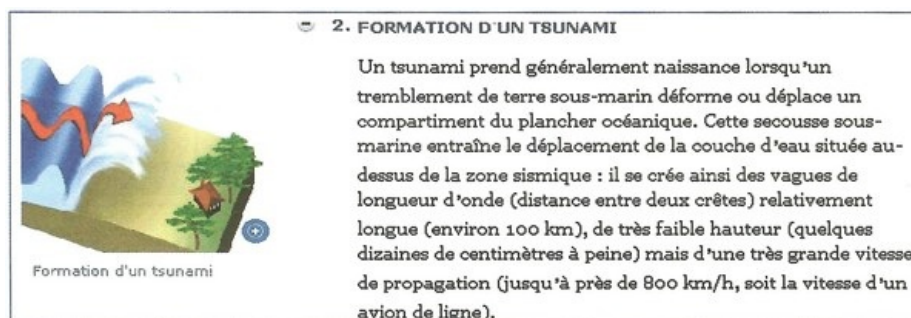 2. FORMATION D'UN TSUNAMI
Un tsunami prend généralement naissance lorsqu'un
tremblement de terre sous-marin déforme ou déplace un
compartiment du plancher océanique. Cette secousse sous-
marine entraîne le déplacement de la couche d'eau située au-
dessus de la zone sismique : il se crée ainsi des vagues de
longueur d'onde (distance entre deux crêtes) relativement
longue (environ 100 km), de très faible hauteur (quelques
dizaines de centimètres à peine) mais d'une très grande vitesse
de propagation (jusqu'à près de 800 km/h, soit la vitesse d'un
avion de ligne).
Formation d'un tsunami